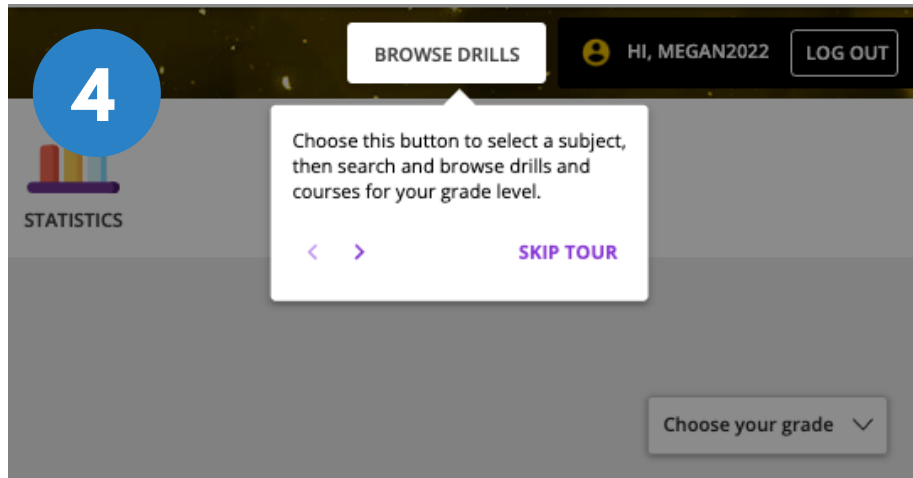 4
BROWSE DRILLS
HI, MEGAN2022
LOG OUT
STATISTICS
Choose this button to select a subject,
then search and browse drills and
courses for your grade level.
SKIP TOUR
Choose your grade